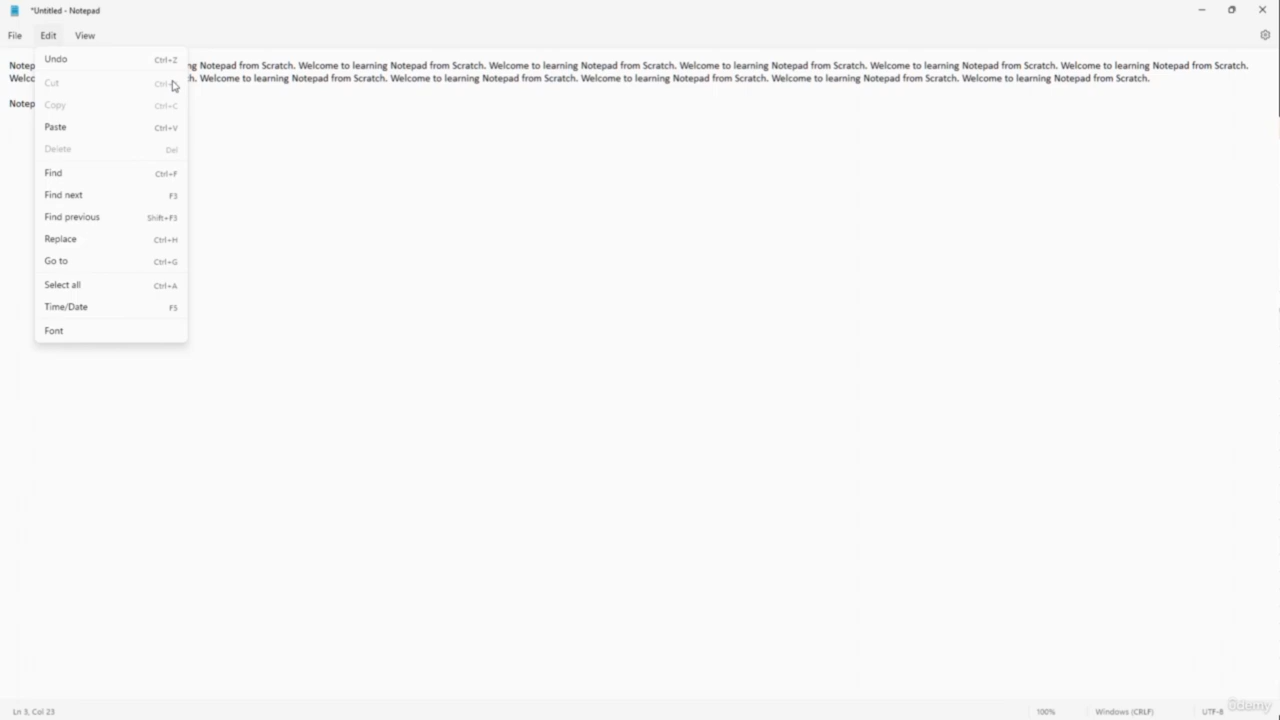 *Untitled - Notepad
File Edit View
Notep ng Notepad from Scratch. Welcome to learning Notepad from Scratch. Welcome to learning Notepad from Scratch. Welcome to learning Notepad from Scratch. Welcome to learning Notepad from Scratch. Welcome to learning Notepad from Scratch.
Welcc h. Welcome to learning Notepad from Scratch. Welcome to learning Notepad from Scratch. Welcome to learning Notepad from Scratch. Welcome to learning Notepad from Scratch. Welcome to learning Notepad from Scratch.
Notep
Undo Ctrl+Z
Cut Ctrl+
Copy Ctrl+C
Paste Ctrl+V
Delete Del
Find Ctrl+F
Find next F3
Find previous Shift+F3
Replace Ctrl+H
Go to Ctrl+G
Select all Ctrl+A
Time/Date F5
Font
Ln 3, Col 23 100% Windows (CRLF) UTF-8
ûdemy